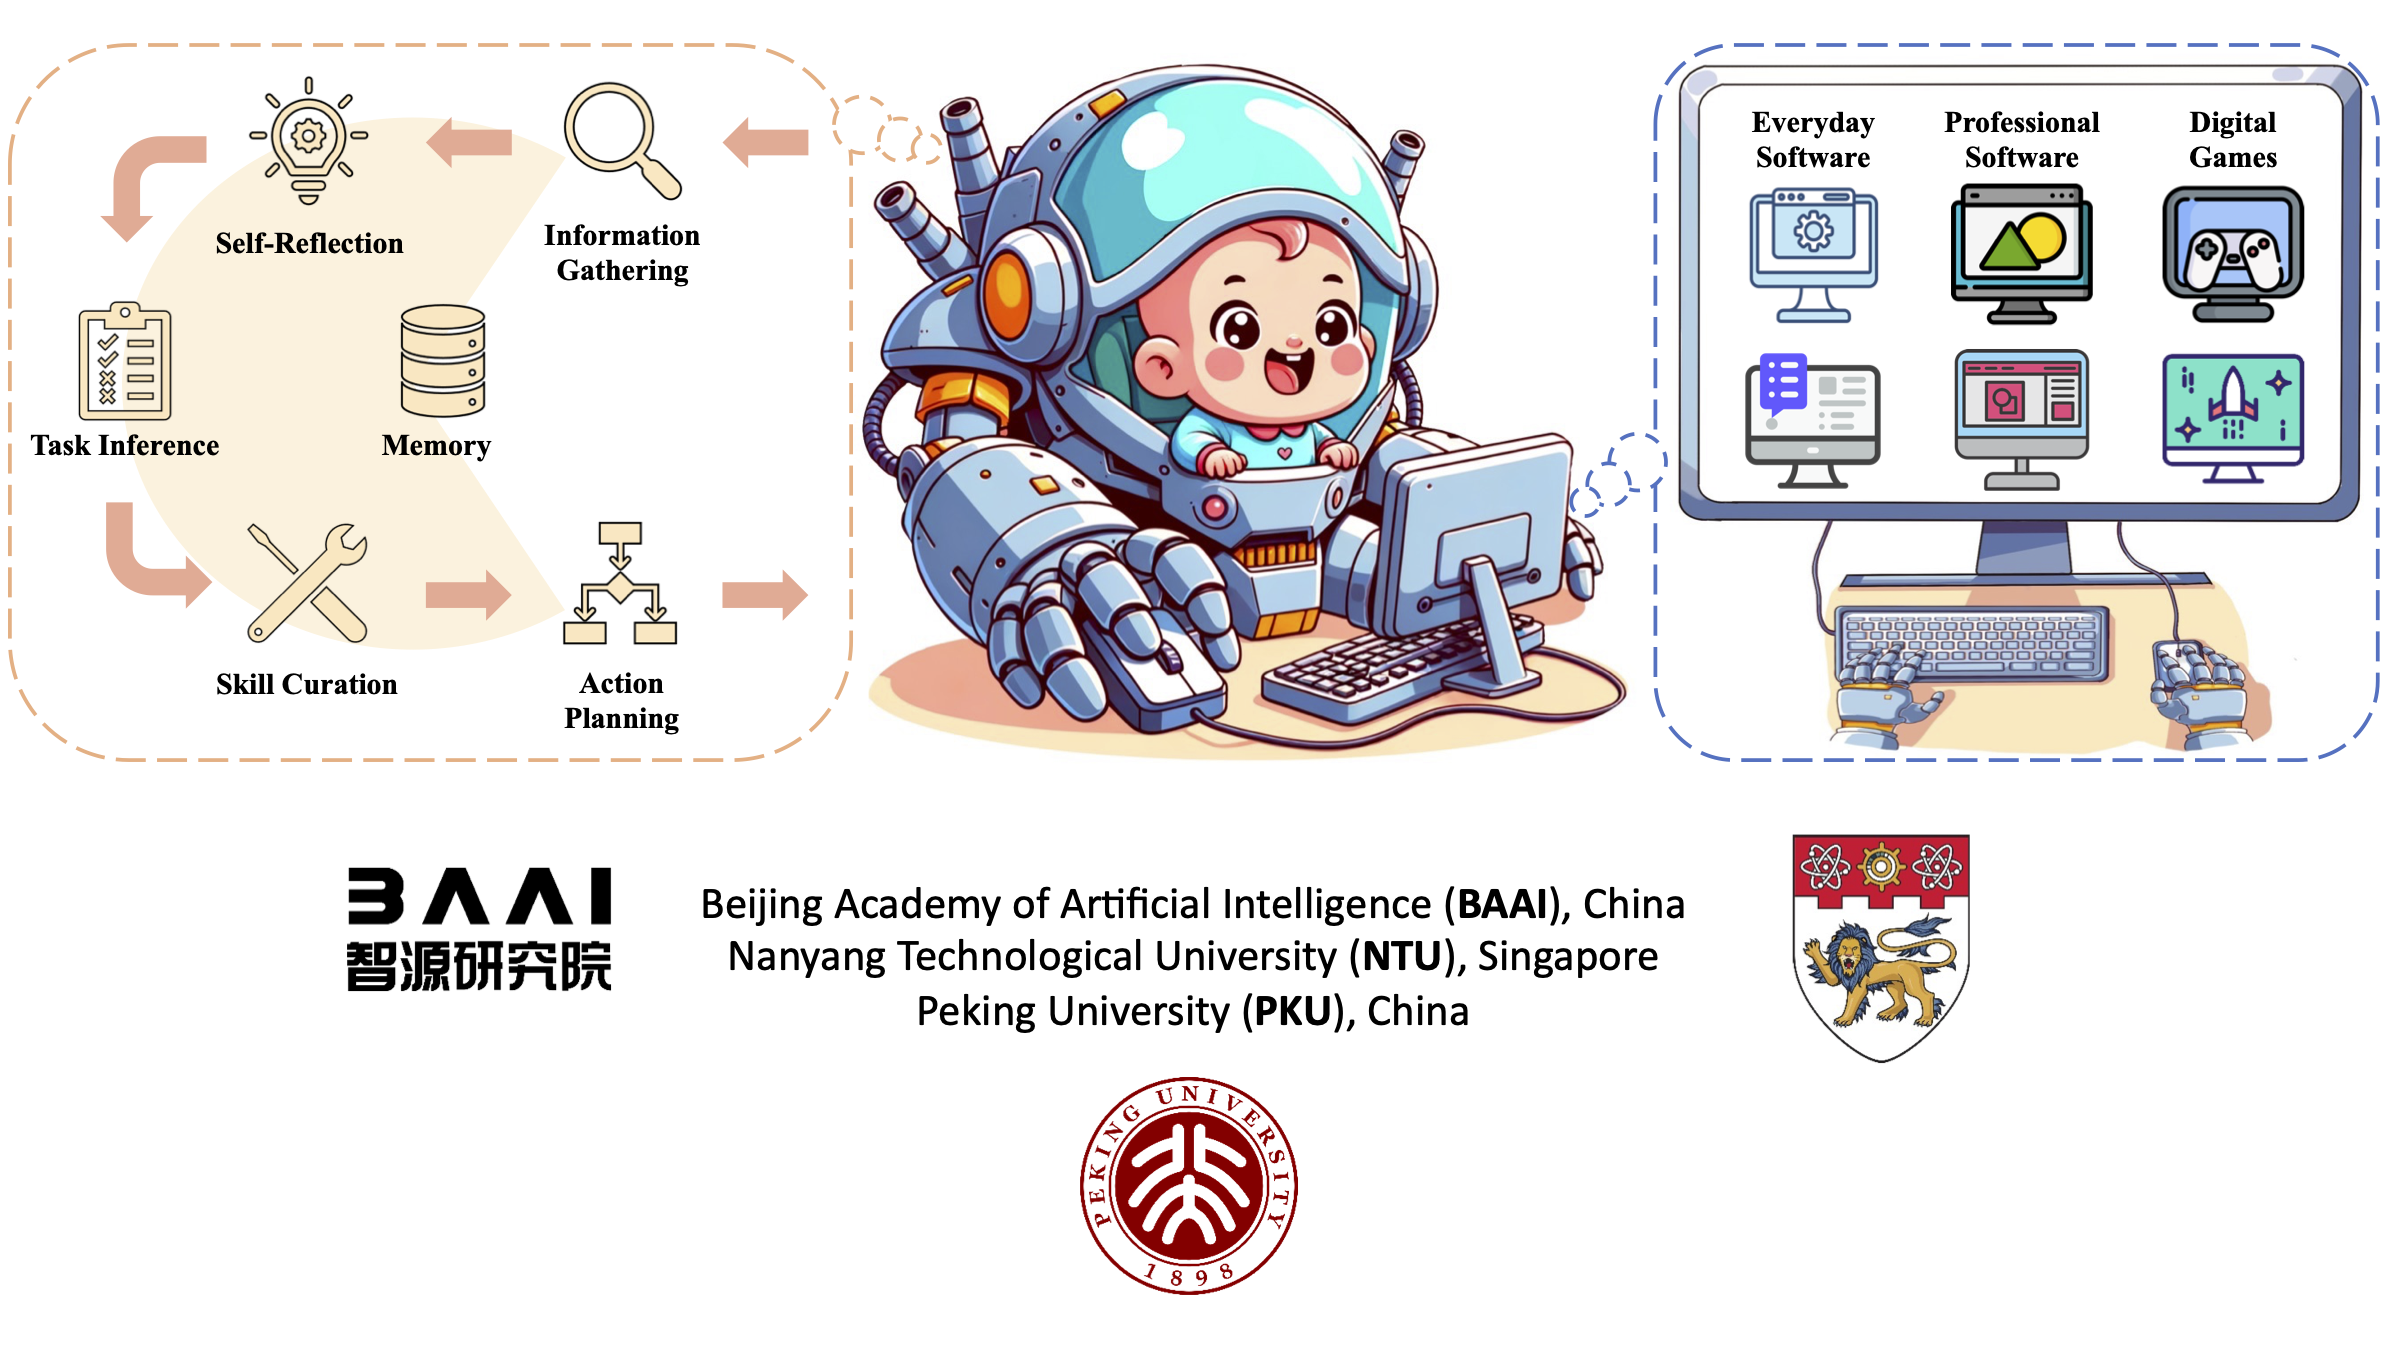 Self-Reflection
Information
Gathering
Task Inference
Memory
Skill Curation
Action
Planning
Everyday
Software
Professional
Software
Digital
Games
BAAI
智源研究院
Beijing Academy of Artificial Intelligence (BAAI), China
Nanyang Technological University (NTU), Singapore
Peking University (PKU), China
PEKING UNIVERSITY
1898